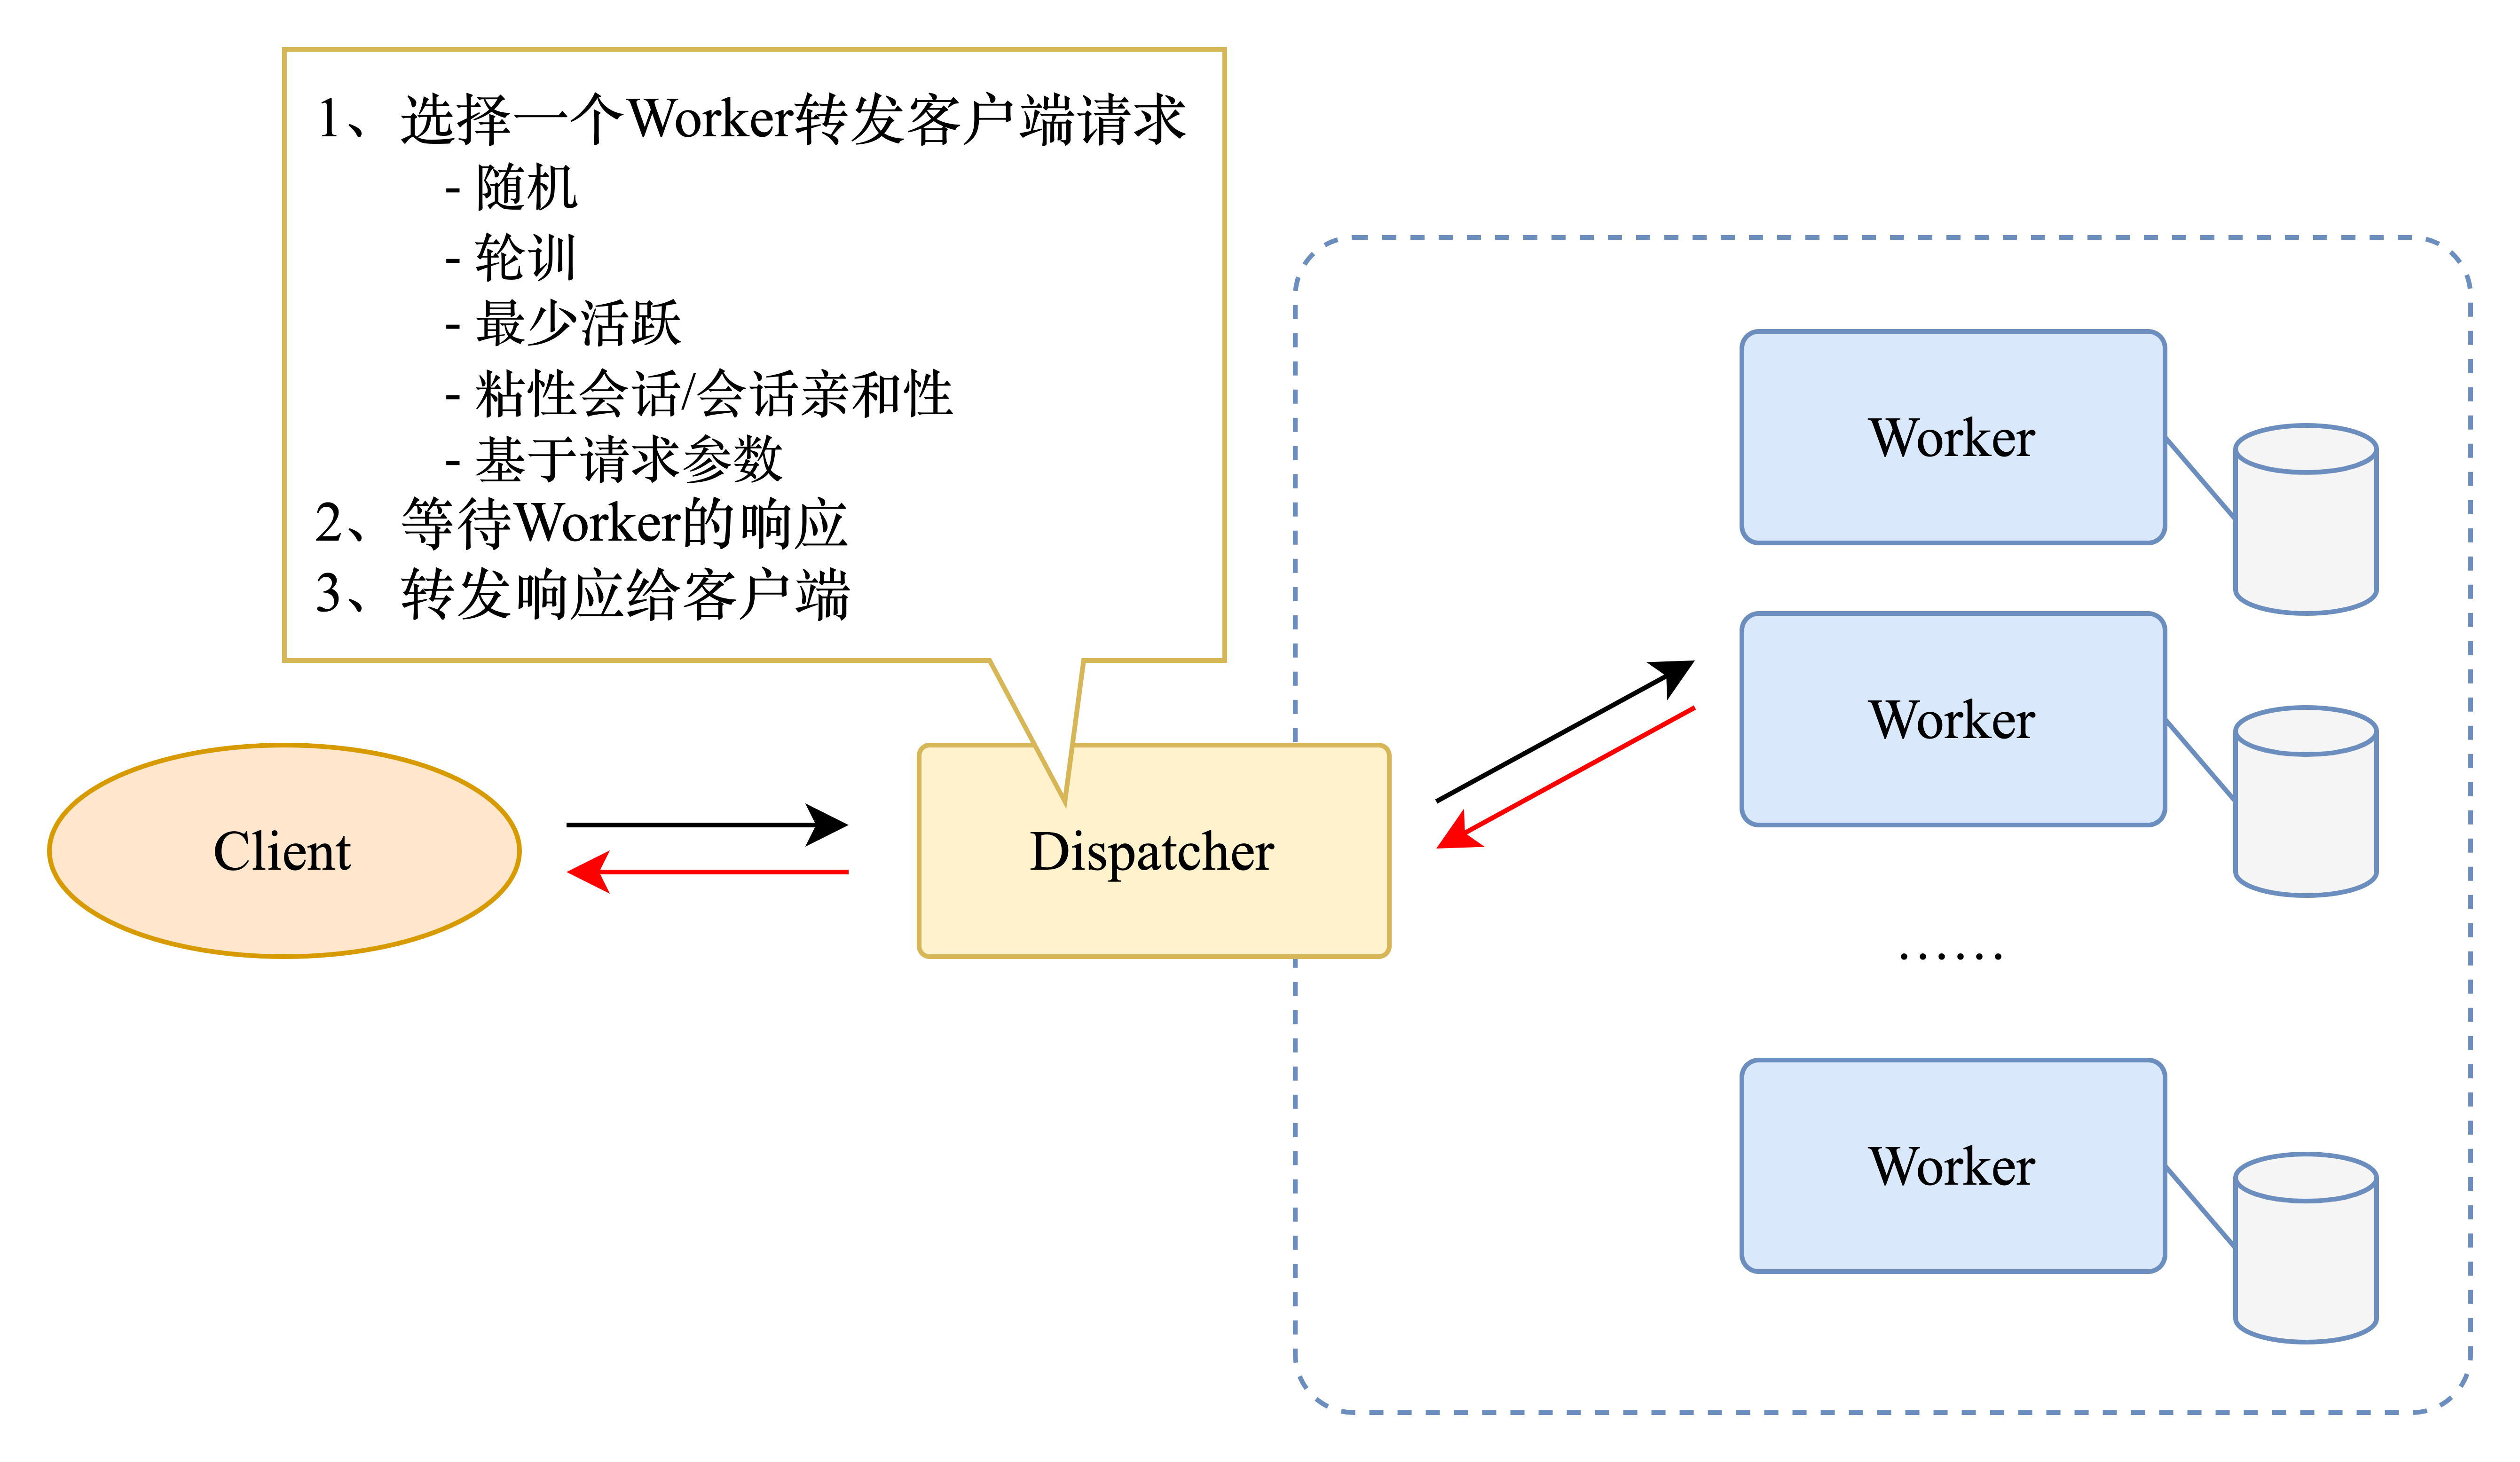 1、选择一个Worker转发客户端请求
- 随机
- 轮训
- 最少活跃
- 粘性会话/会话亲和性
- 基于请求参数
2、等待Worker的响应
3、转发响应给客户端
Client
Dispatcher
Worker
Worker
......
Worker